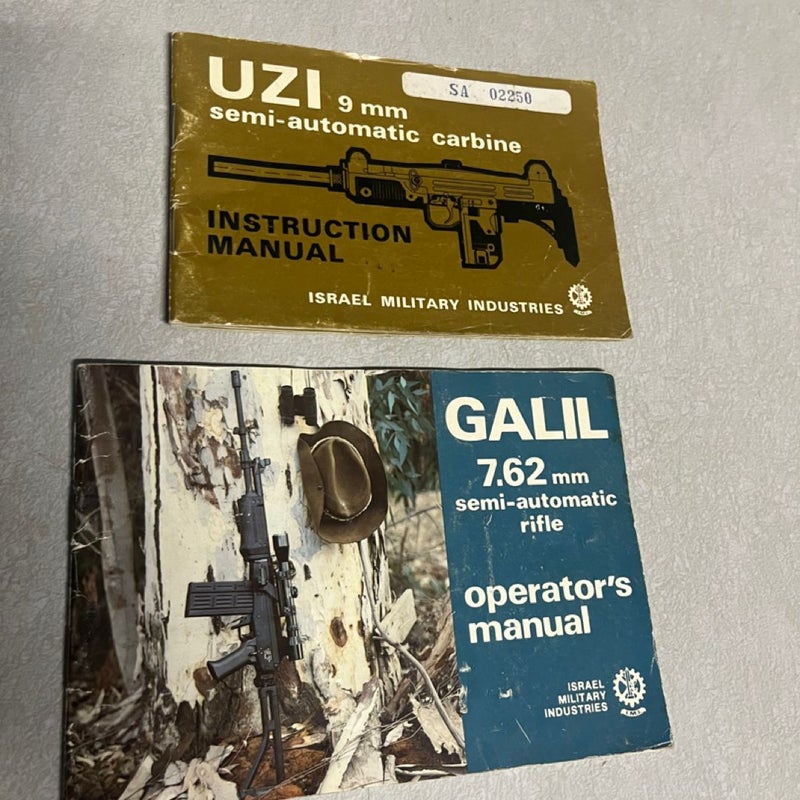 UZI 9 mm
SA 02250
semi-automatic carbine
INSTRUCTION
MANUAL
ISRAEL MILITARY INDUSTRIES
I.M.I.
GALIL
7.62 mm
semi-automatic
rifle
operator's
manual
ISRAEL
MILITARY
INDUSTRIES
I.M.I.